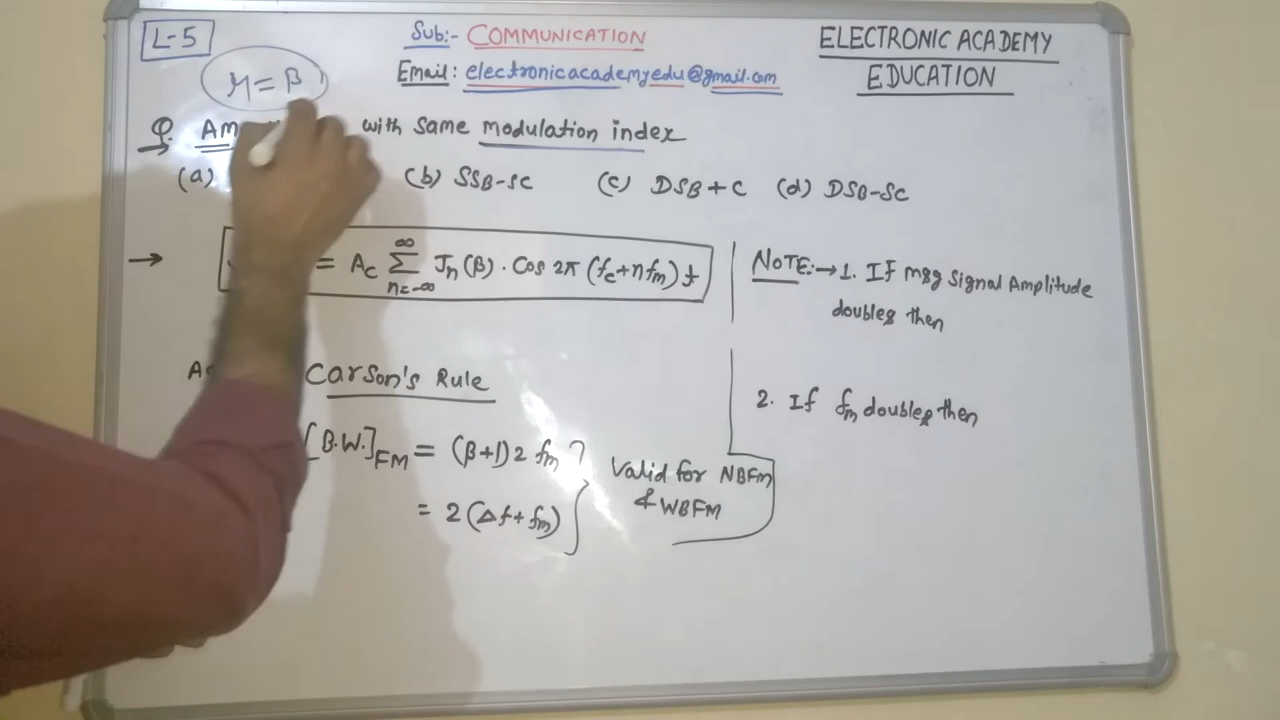 L-5
Sub:- COMMUNICATION
Email: electronicacademyedu@gmail.com
ELECTRONIC ACADEMY
EDUCATION
μ = β
Q. Am with same modulation index
(a) (b) SSB-SC (c) DSB+C (d) DSB-SC
→ = Ac ∑ Jn(β) · Cos 2π (fc+nfm) t
∞
n=-∞
Carson's Rule
[B.W.]FM = (β+1) 2 fm
= 2(Δf+fm)
Valid for NBFM
& WBFM
NOTE:→ 1. If msg signal Amplitude
doubles then
2. If fm doubles then